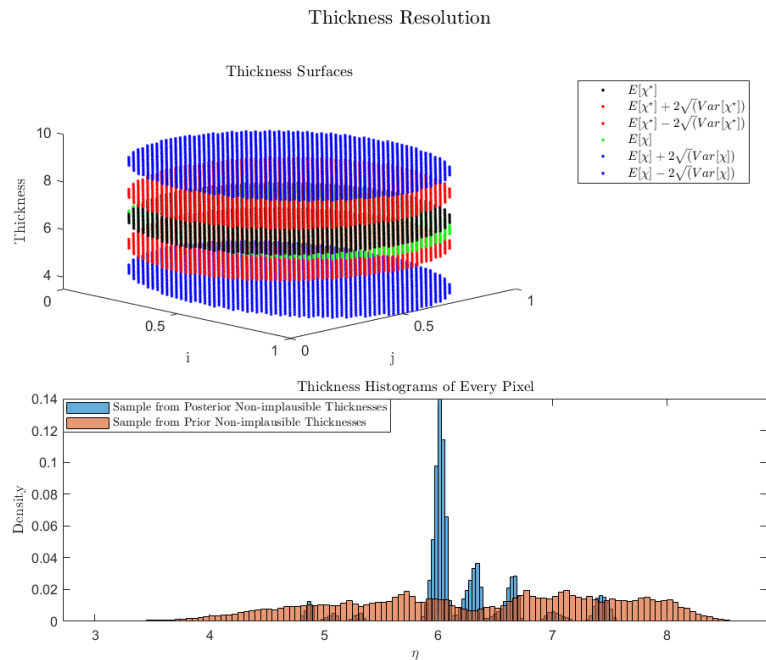 Thickness Resolution
Thickness Surfaces
E[χ*]
E[χ*] + 2√(Var[χ*])
E[χ*] − 2√(Var[χ*])
E[χ]
E[χ] + 2√(Var[χ])
E[χ] − 2√(Var[χ])
10
8
6
4
Thickness
0
0.5
1
i
0
0.5
1
j
Thickness Histograms of Every Pixel
Sample from Posterior Non-implausible Thicknesses
Sample from Prior Non-implausible Thicknesses
0.14
0.12
0.1
0.08
0.06
0.04
0.02
0
Density
3 4 5 6 7 8
η